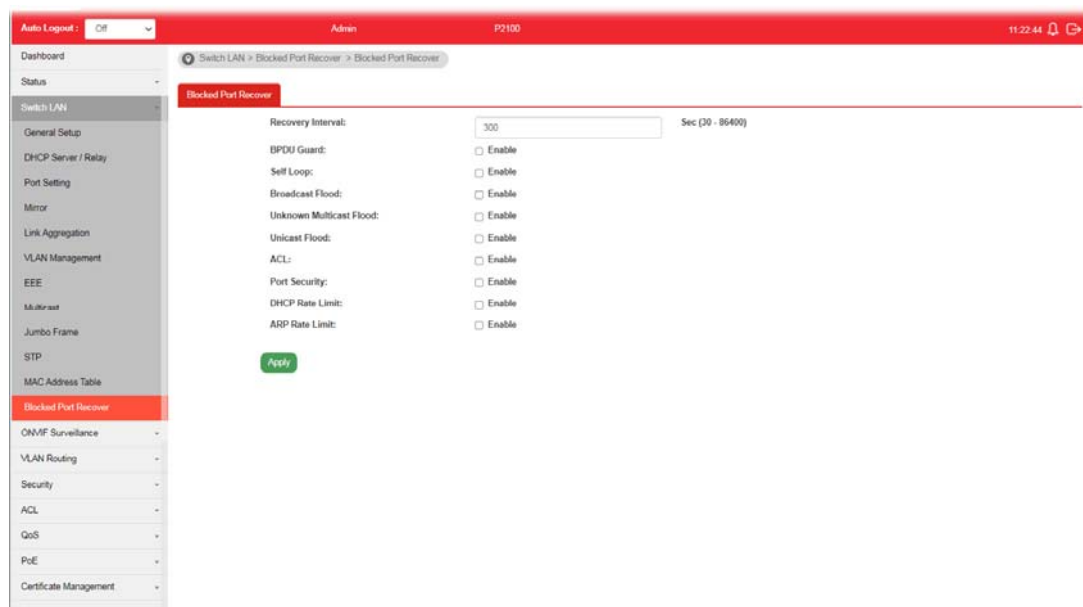 Auto Logout : Off Admin P2100 11:22:44
Dashboard
Switch LAN > Blocked Port Recover > Blocked Port Recover
Status
Blocked Port Recover
Switch LAN
General Setup
DHCP Server / Relay
Port Setting
Mirror
Link Aggregation
VLAN Management
EEE
Multicast
Jumbo Frame
STP
MAC Address Table
Blocked Port Recover
ONVIF Surveillance
VLAN Routing
Security
ACL
QoS
PoE
Certificate Management
Recovery Interval: 300 Sec (30 - 86400)
BPDU Guard: Enable
Self Loop: Enable
Broadcast Flood: Enable
Unknown Multicast Flood: Enable
Unicast Flood: Enable
ACL: Enable
Port Security: Enable
DHCP Rate Limit: Enable
ARP Rate Limit: Enable
Apply